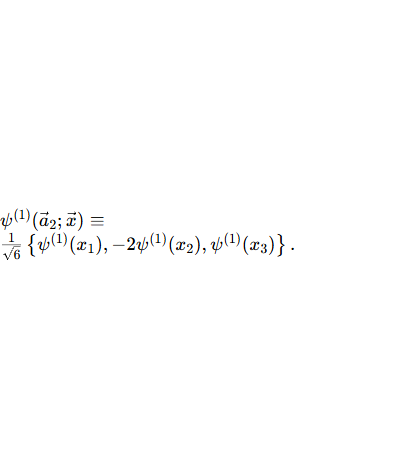 ψ^{(1)}(\vec{a}_2; \vec{x}) ≡
\frac{1}{\sqrt{6}} {ψ^{(1)}(x_1), −2ψ^{(1)}(x_2), ψ^{(1)}(x_3)} .